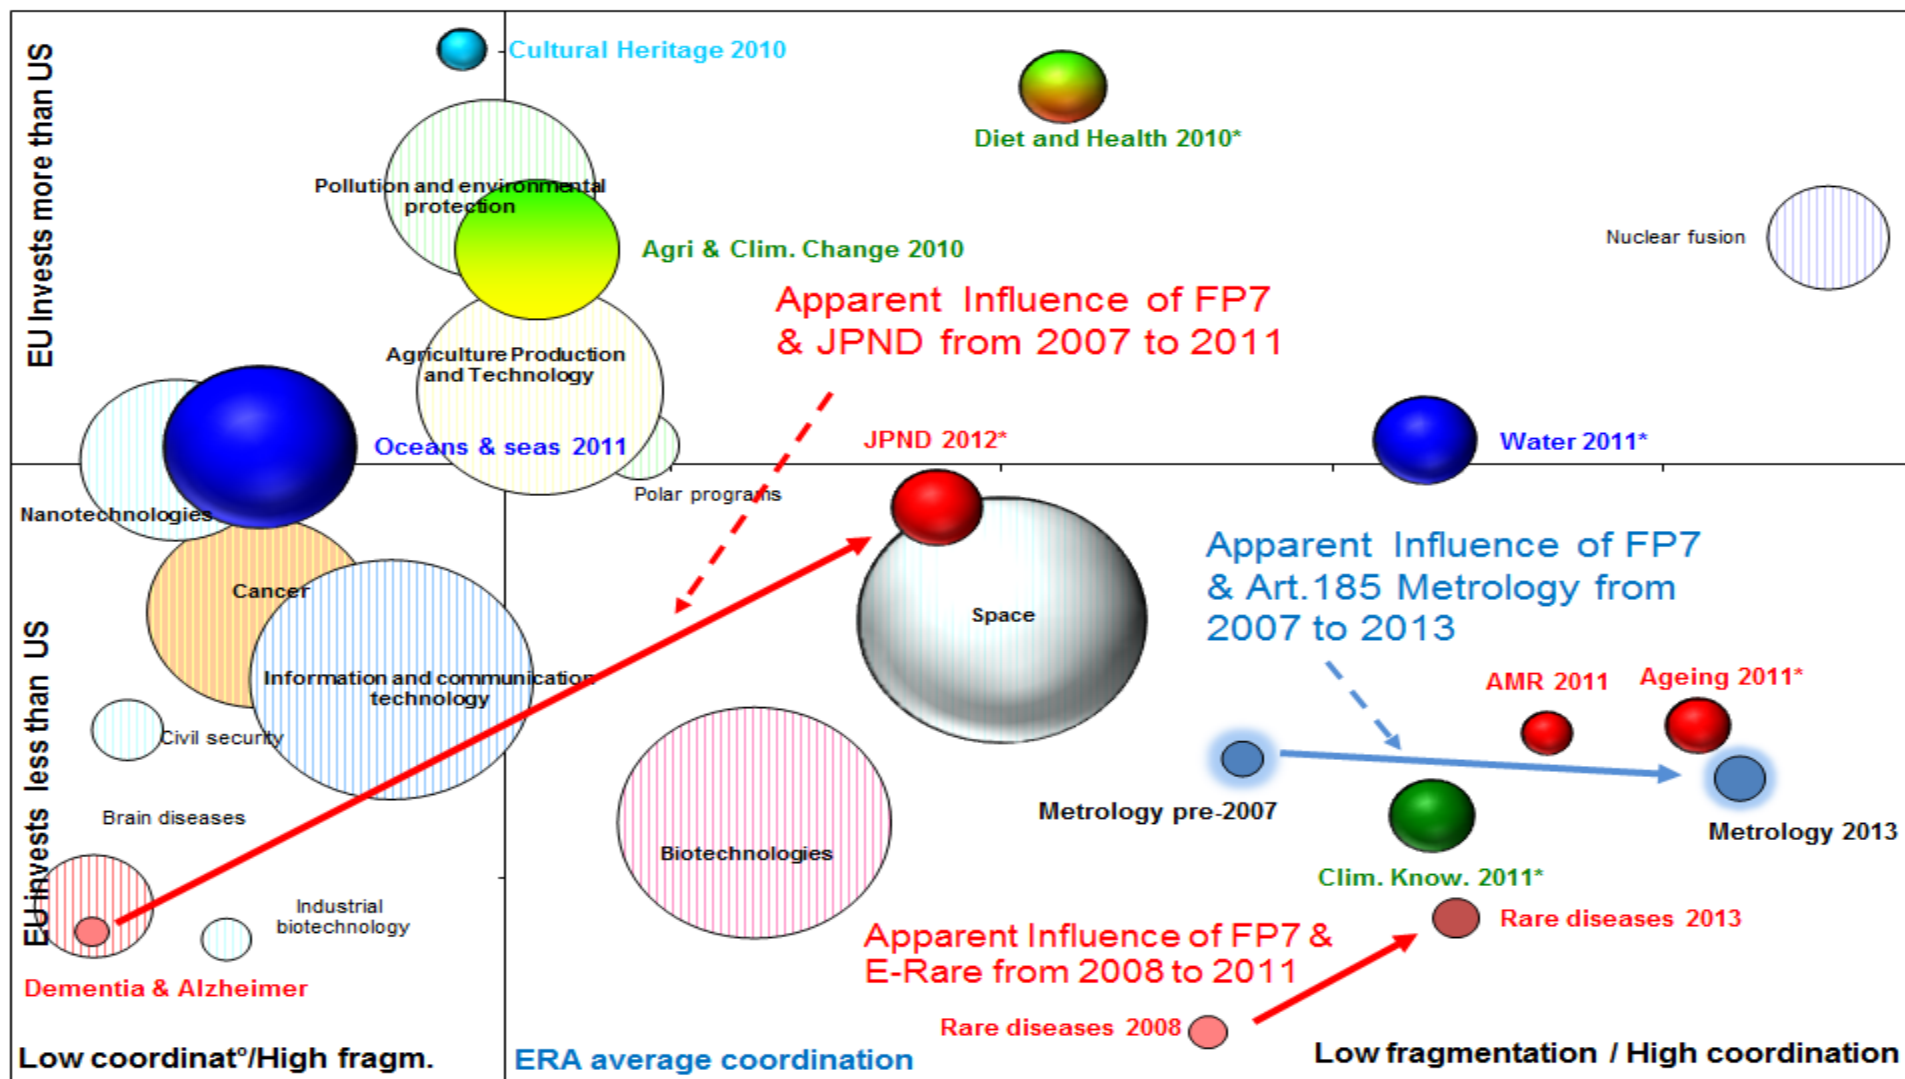 EU Invests more than US
Cultural Heritage 2010
Diet and Health 2010*
Pollution and environmental
protection
Nuclear fusion
Agri & Clim. Change 2010
Apparent Influence of FP7
& JPND from 2007 to 2011
Agriculture Production
and Technology
JPND 2012*
Oceans & seas 2011
Water 2011*
Polar programs
Nanotechnologies
Apparent Influence of FP7
& Art.185 Metrology from
2007 to 2013
Cancer
Space
EU invests less than US
Information and communication
technology
AMR 2011
Ageing 2011*
Civil security
Metrology pre-2007
Brain diseases
Metrology 2013
Biotechnologies
Clim. Know. 2011*
Industrial
biotechnology
Rare diseases 2013
Apparent Influence of FP7 &
E-Rare from 2008 to 2011
Dementia & Alzheimer
Rare diseases 2008
Low coordinat°/High fragm.
ERA average coordination
Low fragmentation / High coordination